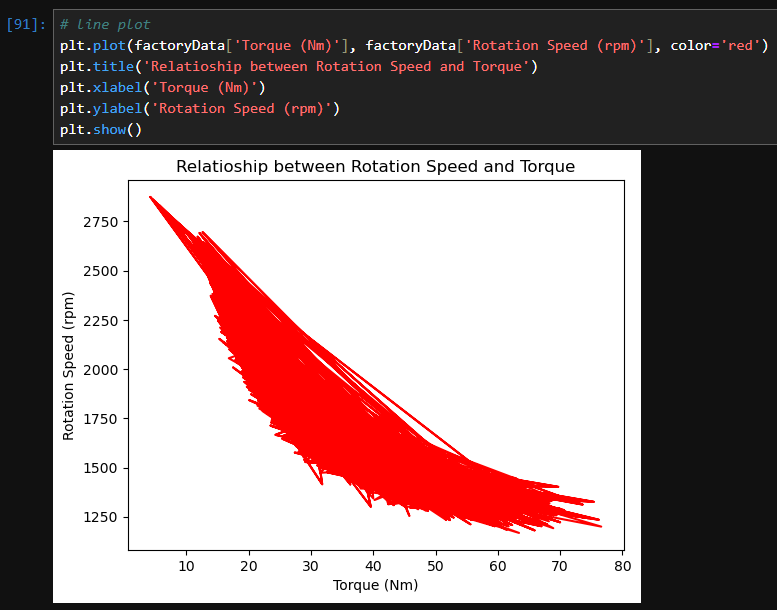 [91]: # line plot
plt.plot(factoryData['Torque (Nm)'], factoryData['Rotation Speed (rpm)'], color='red')
plt.title('Relatioship between Rotation Speed and Torque')
plt.xlabel('Torque (Nm)')
plt.ylabel('Rotation Speed (rpm)')
plt.show()
Relatioship between Rotation Speed and Torque
Rotation Speed (rpm)
2750
2500
2250
2000
1750
1500
1250
10 20 30 40 50 60 70 80
Torque (Nm)